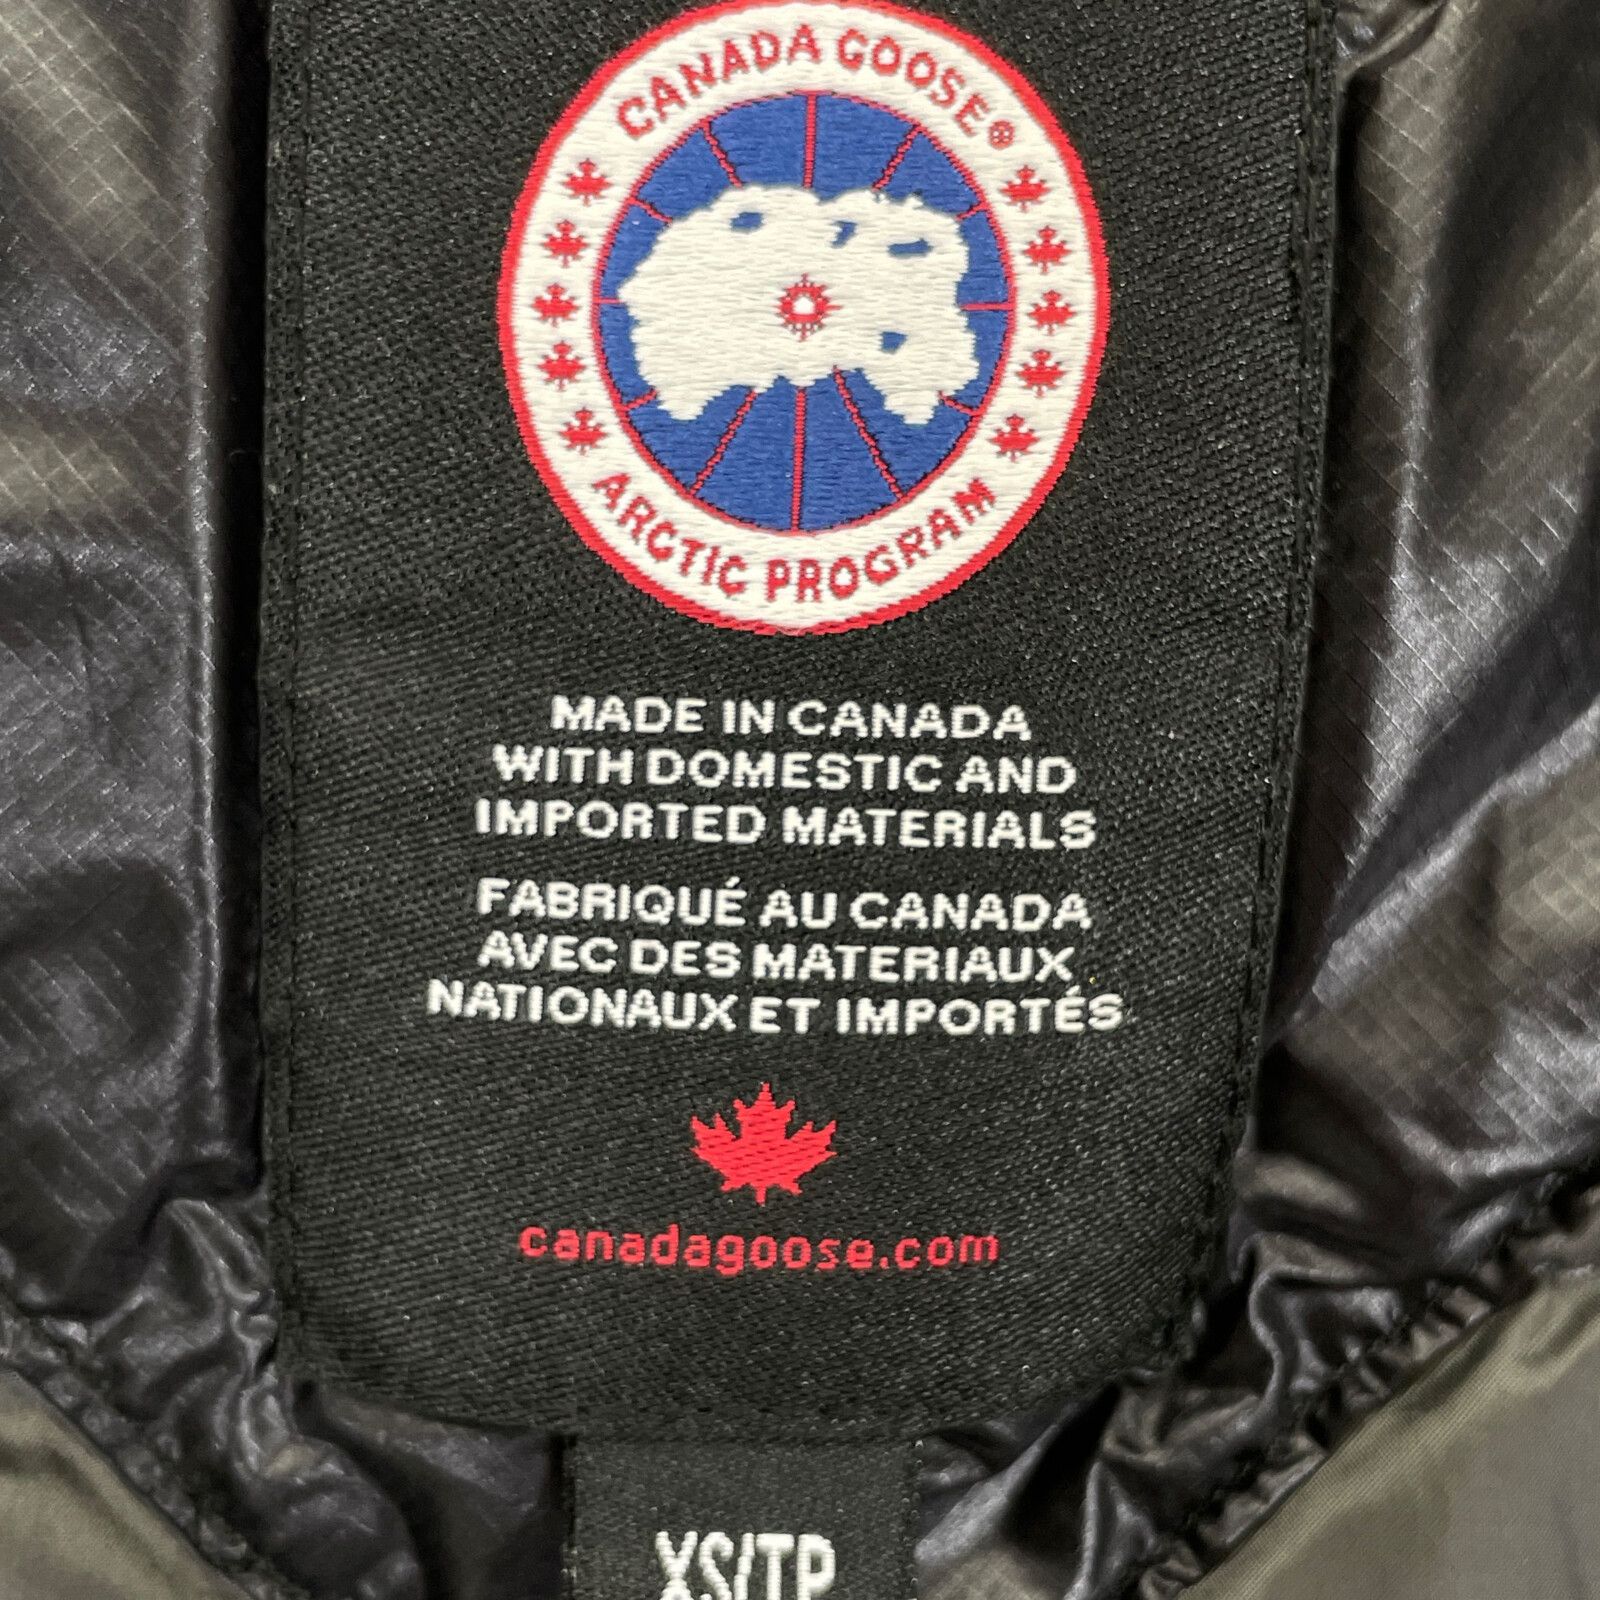 CANADA GOOSE®
ARCTIC PROGRAM
MADE IN CANADA
WITH DOMESTIC AND
IMPORTED MATERIALS
FABRIQUÉ AU CANADA
AVEC DES MATERIAUX
NATIONAUX ET IMPORTÉS
canadagoose.com
XS/TP